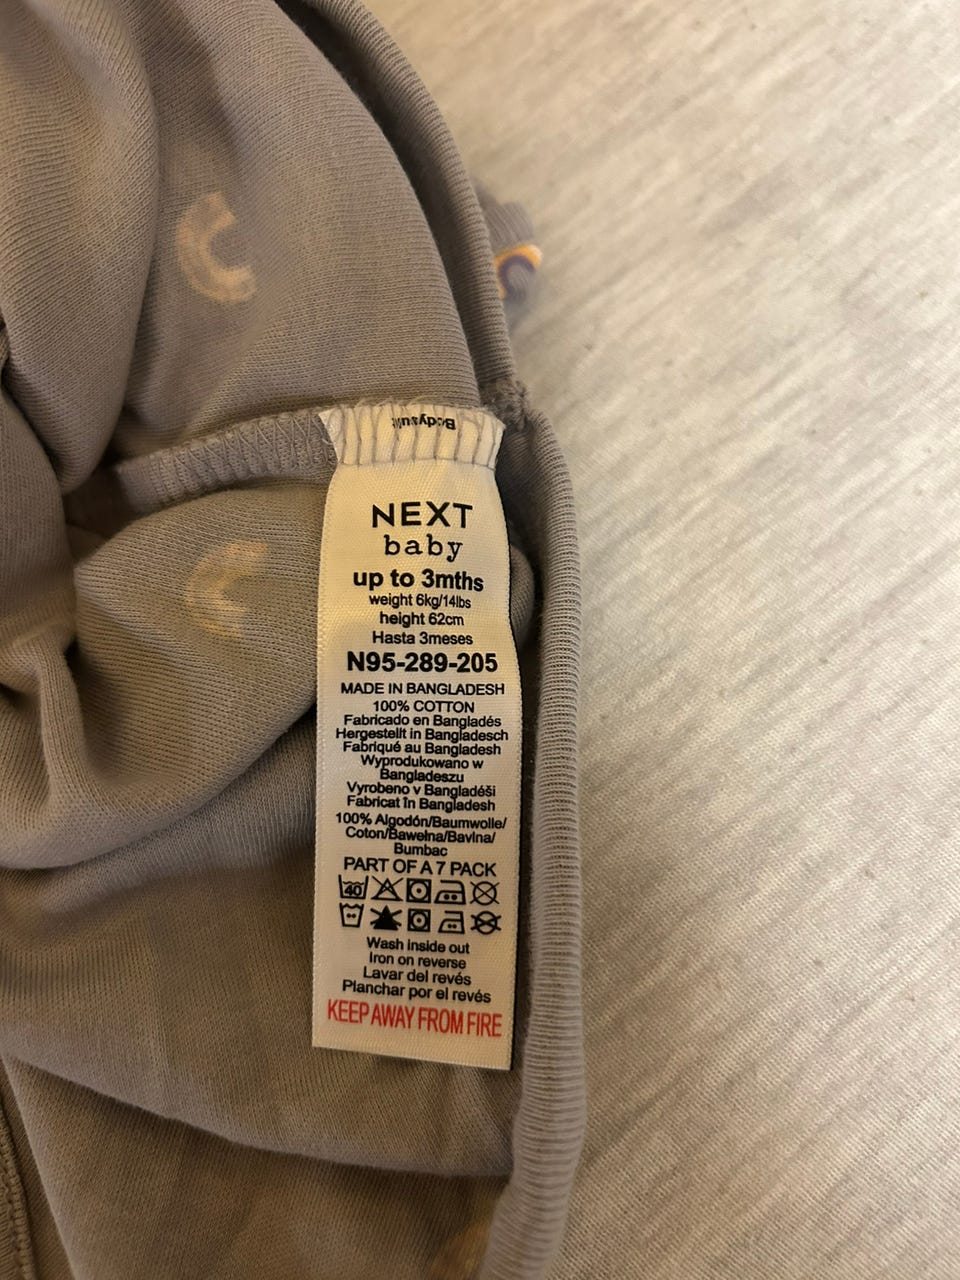 Bodysuit
NEXT
baby
up to 3mths
weight 6kg/14lbs
height 62cm
Hasta 3meses
N95-289-205
MADE IN BANGLADESH
100% COTTON
Fabricado en Bangladés
Hergestellt in Bangladesch
Fabriqué au Bangladesh
Wyprodukowano w
Bangladeszu
Vyrobeno v Bangladéši
Fabricat în Bangladesh
100% Algodón/Baumwolle/
Coton/Bawełna/Bavlna/
Bumbac
PART OF A 7 PACK
40
Wash inside out
Iron on reverse
Lavar del revés
Planchar por el revés
KEEP AWAY FROM FIRE